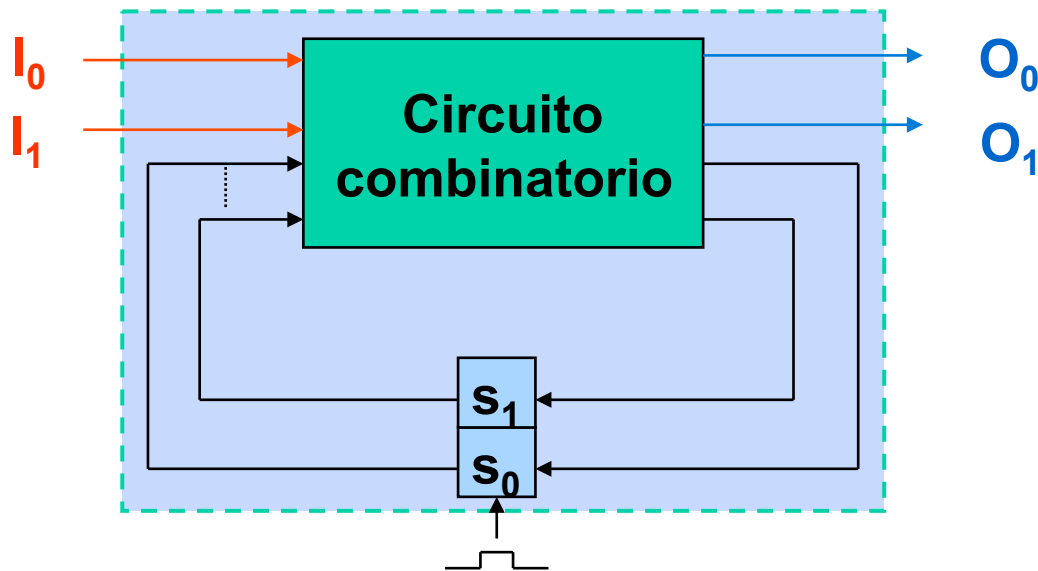 I₀
I₁
Circuito
combinatorio
O₀
O₁
s₁
s₀